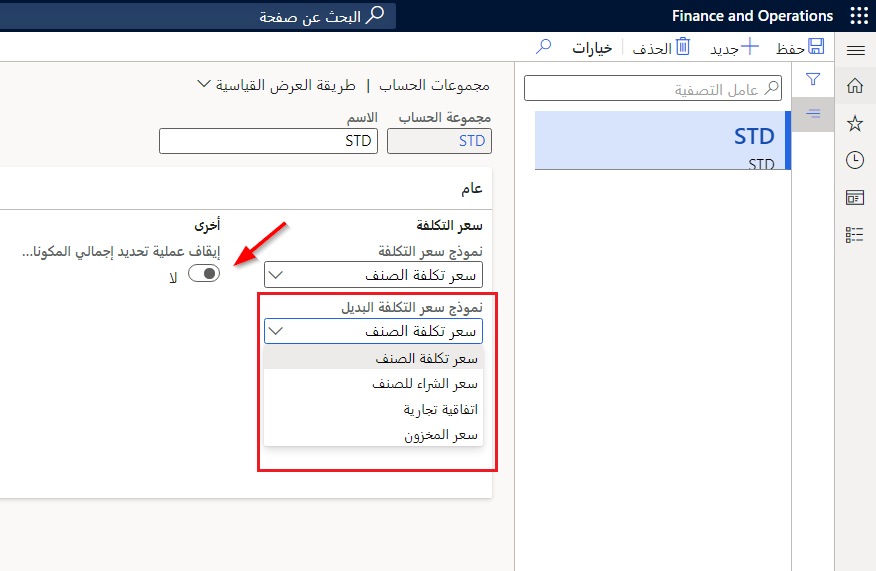 Finance and Operations
البحث عن صفحة
حفظ
جديد
الحذف
خيارات
عامل التصفية
STD
STD
مجموعات الحساب | طريقة العرض القياسية
مجموعة الحساب
الاسم
STD
STD
عام
سعر التكلفة
أخرى
نموذج سعر التكلفة
إيقاف عملية تحديد إجمالي المكونا...
سعر تكلفة الصنف
لا
نموذج سعر التكلفة البديل
سعر تكلفة الصنف
سعر تكلفة الصنف
سعر الشراء للصنف
اتفاقية تجارية
سعر المخزون